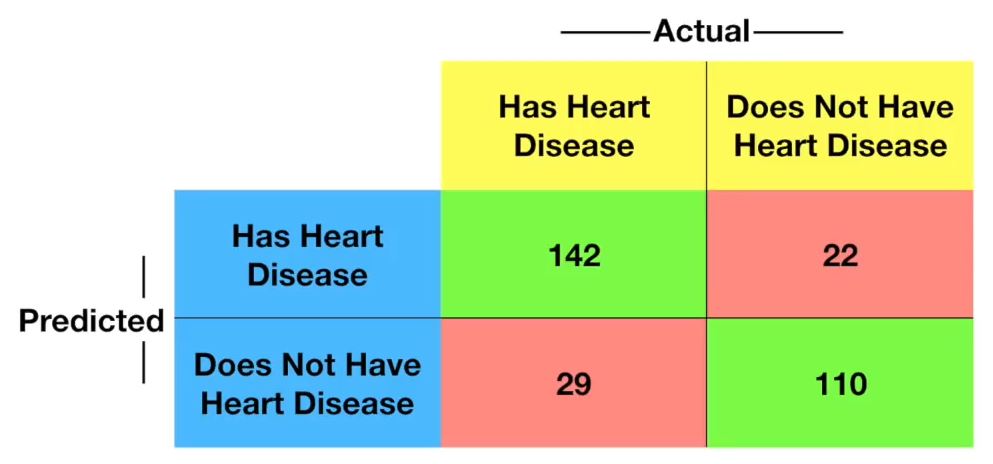 Actual
Has Heart
Disease
Does Not Have
Heart Disease
Has Heart
Disease
142
22
Predicted
Does Not Have
Heart Disease
29
110